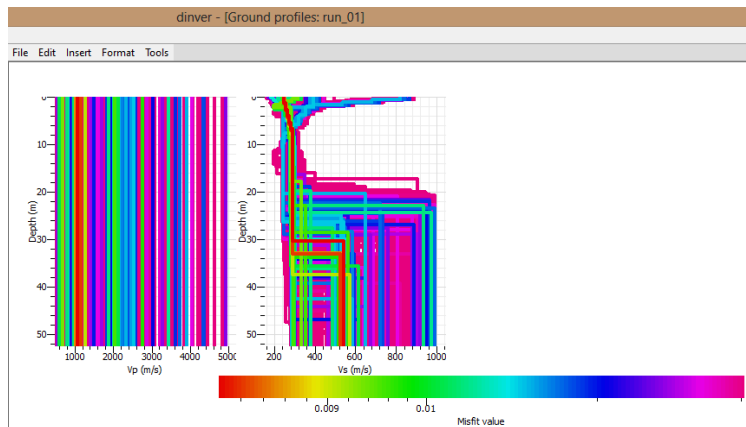 dinver - [Ground profiles: run_01]
File Edit Insert Format Tools
0 10 20 30 40 50
Depth (m)
1000 2000 3000 4000 500
Vp (m/s)
0 10 20 30 40 50
Depth (m)
200 400 600 800 1000
Vs (m/s)
0.009 0.01
Misfit value